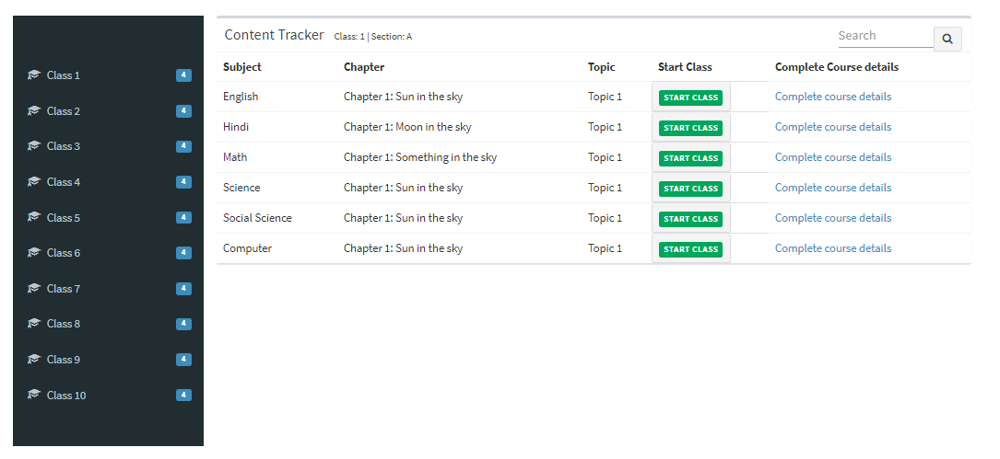 Class 1 4
Class 2 4
Class 3 4
Class 4 4
Class 5 4
Class 6 4
Class 7 4
Class 8 4
Class 9 4
Class 10 4
Content Tracker Class: 1 | Section: A Search
Subject Chapter Topic Start Class Complete Course details
English Chapter 1: Sun in the sky Topic 1 START CLASS Complete course details
Hindi Chapter 1: Moon in the sky Topic 1 START CLASS Complete course details
Math Chapter 1: Something in the sky Topic 1 START CLASS Complete course details
Science Chapter 1: Sun in the sky Topic 1 START CLASS Complete course details
Social Science Chapter 1: Sun in the sky Topic 1 START CLASS Complete course details
Computer Chapter 1: Sun in the sky Topic 1 START CLASS Complete course details